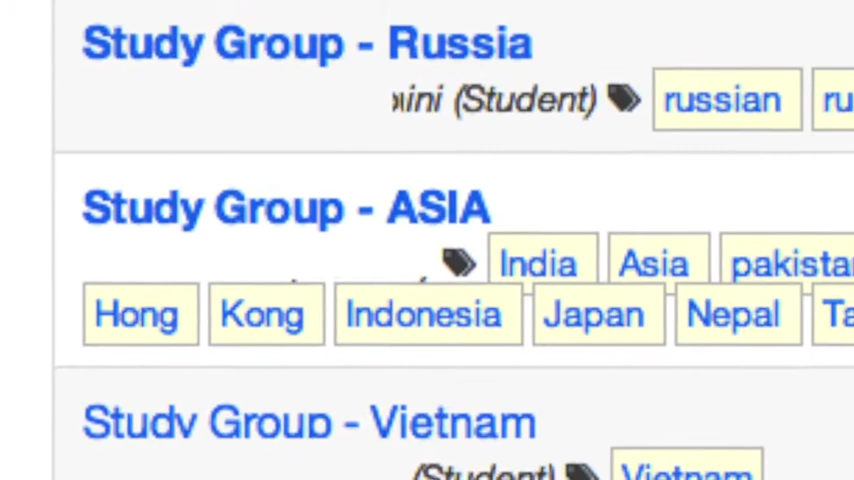 Study Group - Russia
(Student) russian
Study Group - ASIA
India Asia
Hong Kong Indonesia Japan Nepal
Study Group - Vietnam
(Student) Vietnam